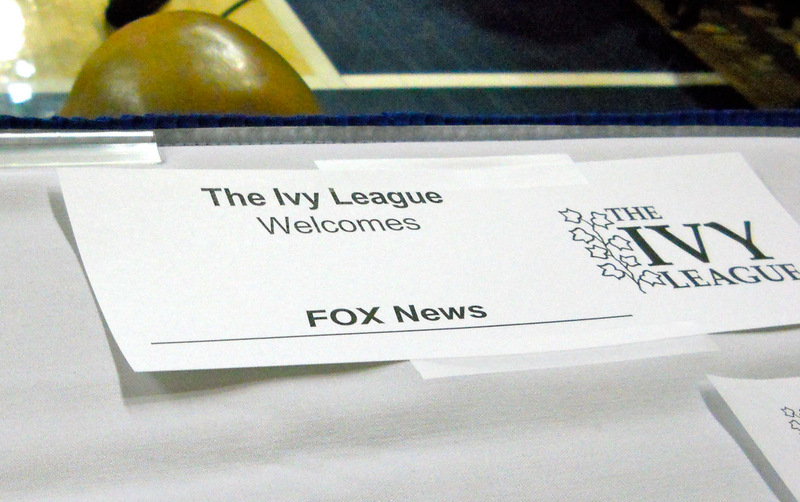 The Ivy League
Welcomes
FOX News
THE
IVY
LEAGUE